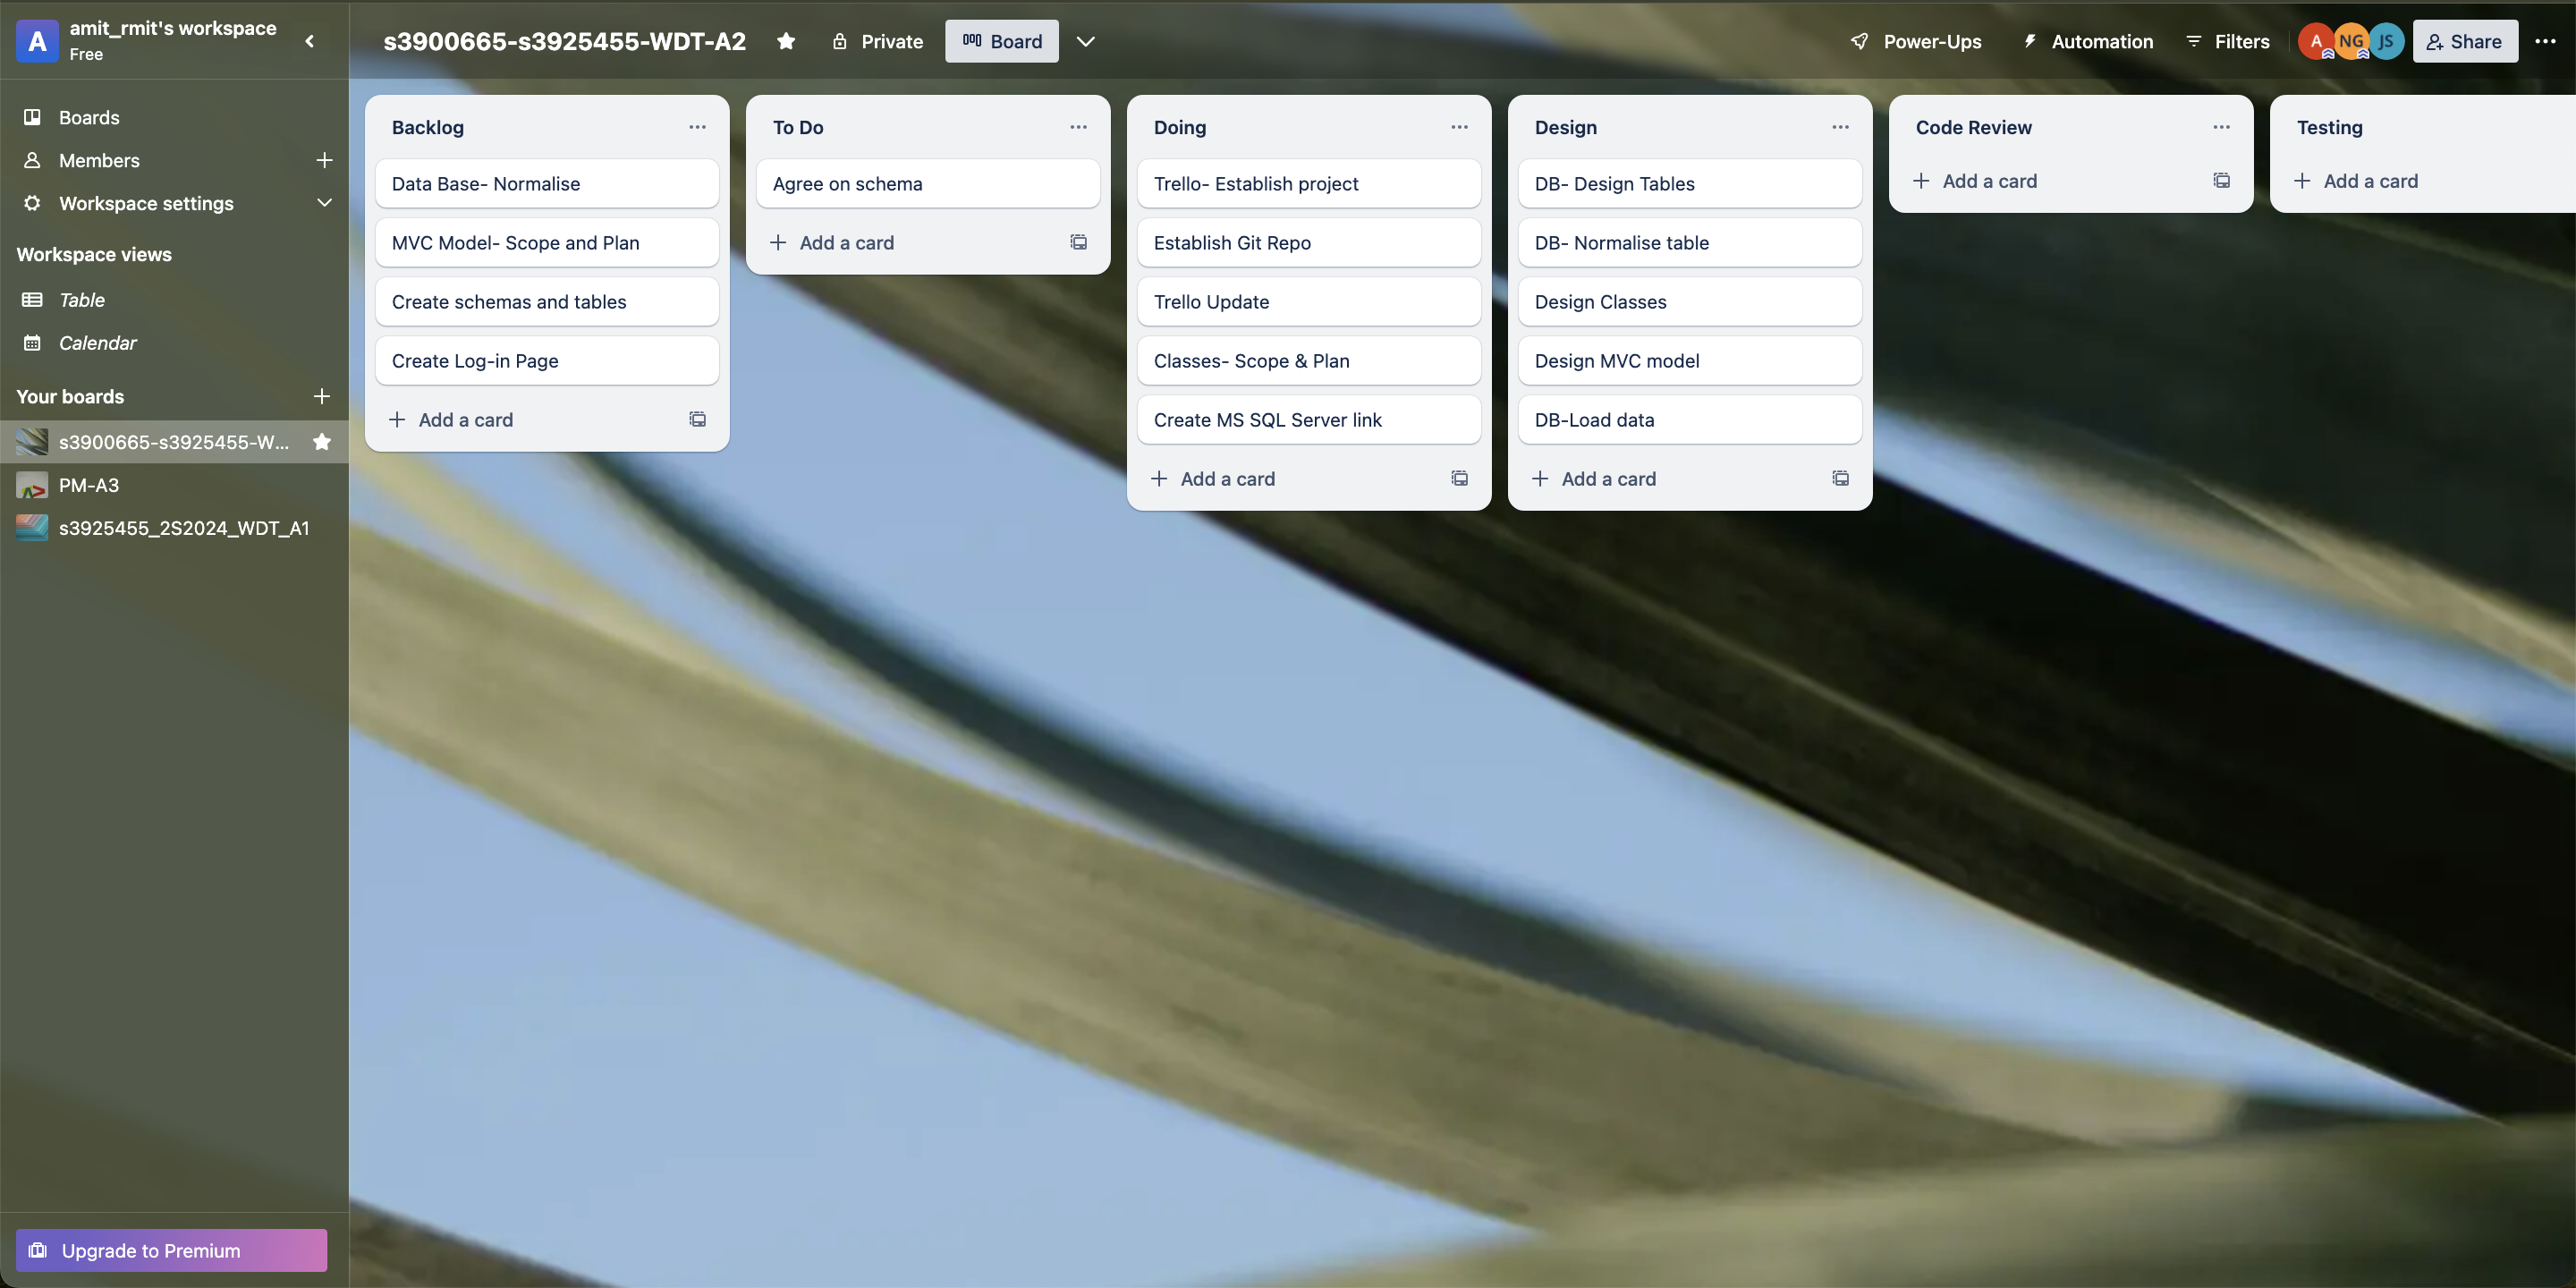 A
amit_rmit's workspace
Free
Boards
Members
Workspace settings
Workspace views
Table
Calendar
Your boards
s3900665-s3925455-W...
PM-A3
s3925455_2S2024_WDT_A1
Upgrade to Premium
s3900665-s3925455-WDT-A2
Private
Board
Power-Ups
Automation
Filters
A
NG
JS
Share
Backlog
Data Base- Normalise
MVC Model- Scope and Plan
Create schemas and tables
Create Log-in Page
Add a card
To Do
Agree on schema
Add a card
Doing
Trello- Establish project
Establish Git Repo
Trello Update
Classes- Scope & Plan
Create MS SQL Server link
Add a card
Design
DB- Design Tables
DB- Normalise table
Design Classes
Design MVC model
DB-Load data
Add a card
Code Review
Add a card
Testing
Add a card